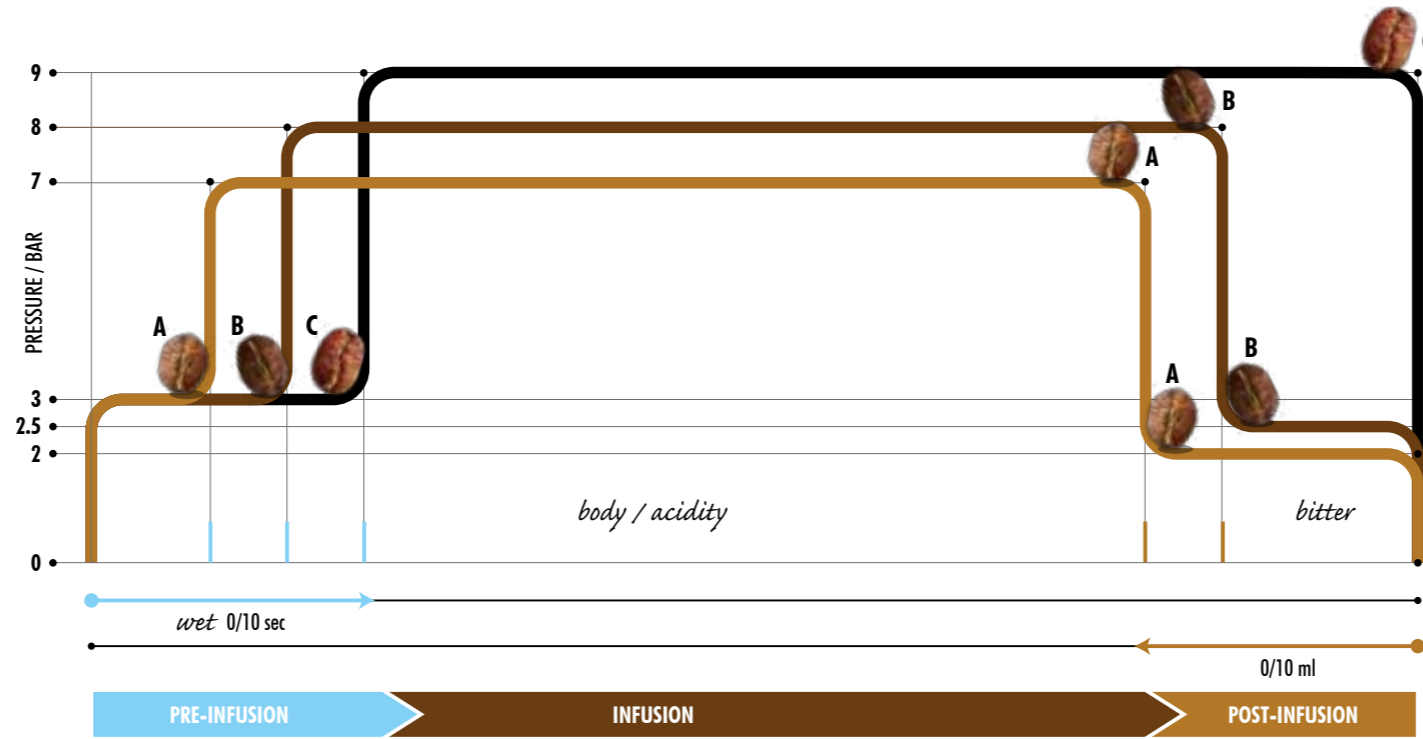 9
8
7
PRESSURE / BAR
3
2.5
2
0
A
B
C
A
B
A
B
body / acidity
bitter
wet 0/10 sec
0/10 ml
PRE-INFUSION
INFUSION
POST-INFUSION